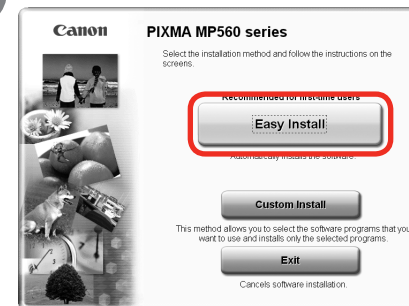 Canon
PIXMA MP560 series
Select the installation method and follow the instructions on the
screens.
Recommended for first-time users
Easy Install
Automatically installs the software.
Custom Install
This method allows you to select the software programs that you
want to use and installs only the selected programs.
Exit
Cancels software installation.